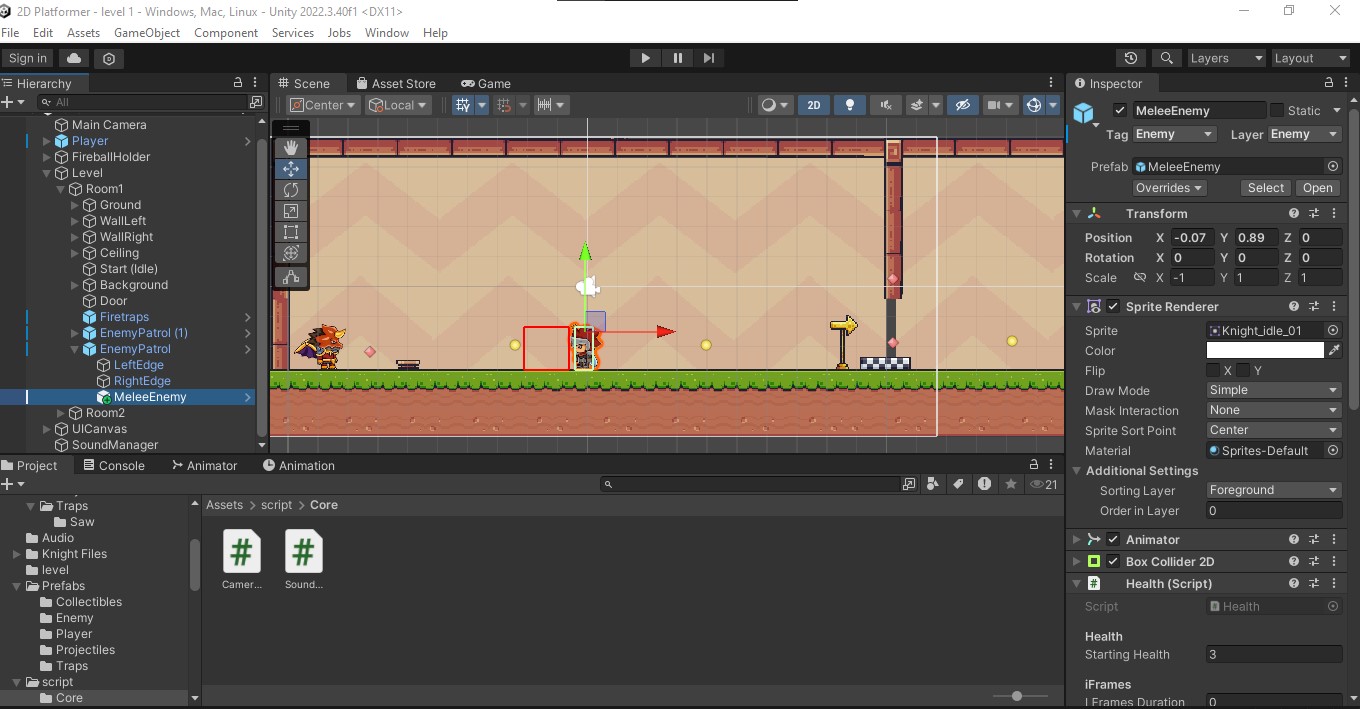 2D Platformer - level 1 - Windows, Mac, Linux - Unity 2022.3.40f1 <DX11>
File Edit Assets GameObject Component Services Jobs Window Help
Sign in Layers Layout
Hierarchy
All
Main Camera
Player
FireballHolder
Level
Room1
Ground
WallLeft
WallRight
Ceiling
Start (Idle)
Background
Door
Firetraps
EnemyPatrol (1)
EnemyPatrol
LeftEdge
RightEdge
MeleeEnemy
Room2
UICanvas
SoundManager
Scene Asset Store Game
Center Local 2D
Inspector
MeleeEnemy Static
Tag Enemy Layer Enemy
Prefab MeleeEnemy
Overrides Select Open
Transform
Position X -0.07 Y 0.89 Z 0
Rotation X 0 Y 0 Z 0
Scale X -1 Y 1 Z 1
Sprite Renderer
Sprite Knight_idle_01
Color
Flip X Y
Draw Mode Simple
Mask Interaction None
Sprite Sort Point Center
Material Sprites-Default
Additional Settings
Sorting Layer Foreground
Order in Layer 0
Animator
Box Collider 2D
Health (Script)
Script Health
Health
Starting Health 3
iFrames
I Frames Duration 0
Project Console Animator Animation
21
Traps
Saw
Audio
Knight Files
level
Prefabs
Collectibles
Enemy
Player
Projectiles
Traps
script
Core
Assets > script > Core
# #
Camer... Soun...